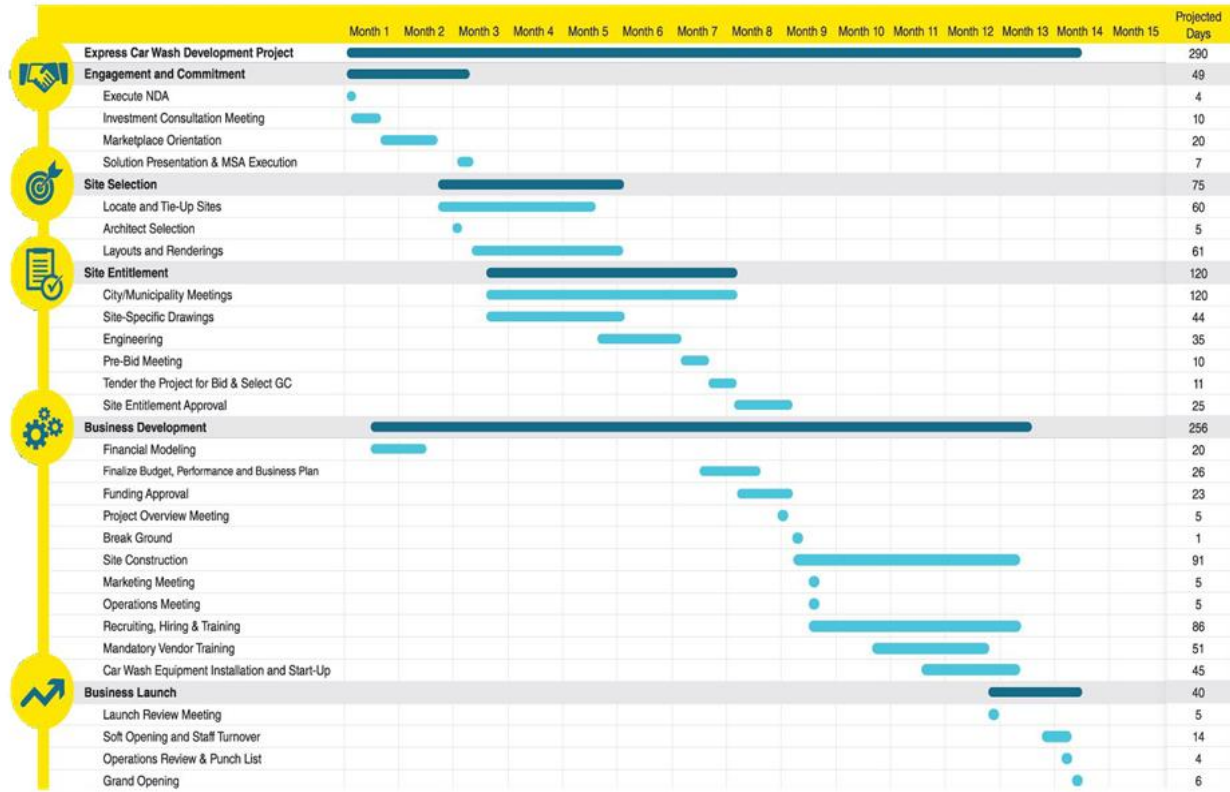 Projected
Month 1 Month 2 Month 3 Month 4 Month 5 Month 6 Month 7 Month 8 Month 9 Month 10 Month 11 Month 12 Month 13 Month 14 Month 15 Days
Express Car Wash Development Project 290
Engagement and Commitment 49
Execute NDA 4
Investment Consultation Meeting 10
Marketplace Orientation 20
Solution Presentation & MSA Execution 7
Site Selection 75
Locate and Tie-Up Sites 60
Architect Selection 5
Layouts and Renderings 61
Site Entitlement 120
City/Municipality Meetings 120
Site-Specific Drawings 44
Engineering 35
Pre-Bid Meeting 10
Tender the Project for Bid & Select GC 11
Site Entitlement Approval 25
Business Development 256
Financial Modeling 20
Finalize Budget, Performance and Business Plan 26
Funding Approval 23
Project Overview Meeting 5
Break Ground 1
Site Construction 91
Marketing Meeting 5
Operations Meeting 5
Recruiting, Hiring & Training 86
Mandatory Vendor Training 51
Car Wash Equipment Installation and Start-Up 45
Business Launch 40
Launch Review Meeting 5
Soft Opening and Staff Turnover 14
Operations Review & Punch List 4
Grand Opening 6